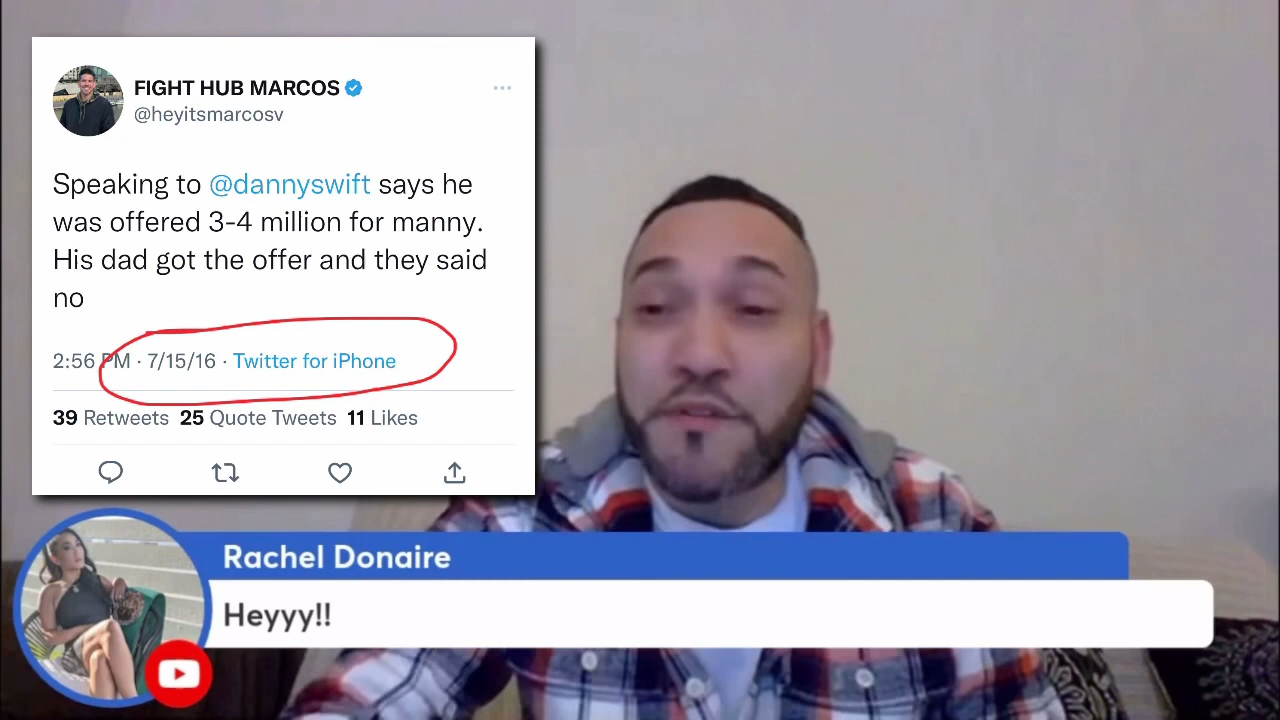 FIGHT HUB MARCOS
@heyitsmarcosv
Speaking to @dannyswift says he
was offered 3-4 million for manny.
His dad got the offer and they said
no
2:56 PM · 7/15/16 · Twitter for iPhone
39 Retweets 25 Quote Tweets 11 Likes
Rachel Donaire
Heyyy!!